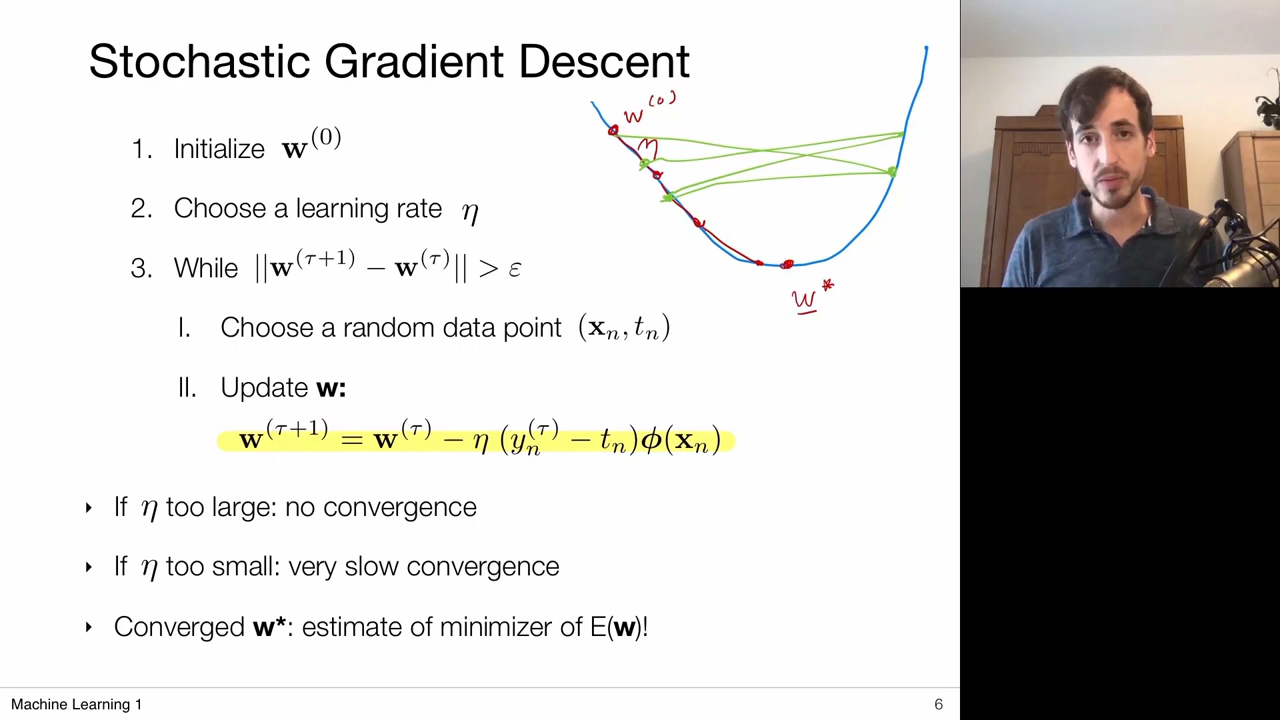 Stochastic Gradient Descent
w^(0)
η
w*
1. Initialize w^(0)
2. Choose a learning rate η
3. While ||w^(τ+1) − w^(τ)|| > ε
I. Choose a random data point (x_n, t_n)
II. Update w:
w^(τ+1) = w^(τ) − η (y_n^(τ) − t_n)ϕ(x_n)
‣ If η too large: no convergence
‣ If η too small: very slow convergence
‣ Converged w*: estimate of minimizer of E(w)!
Machine Learning 1
6